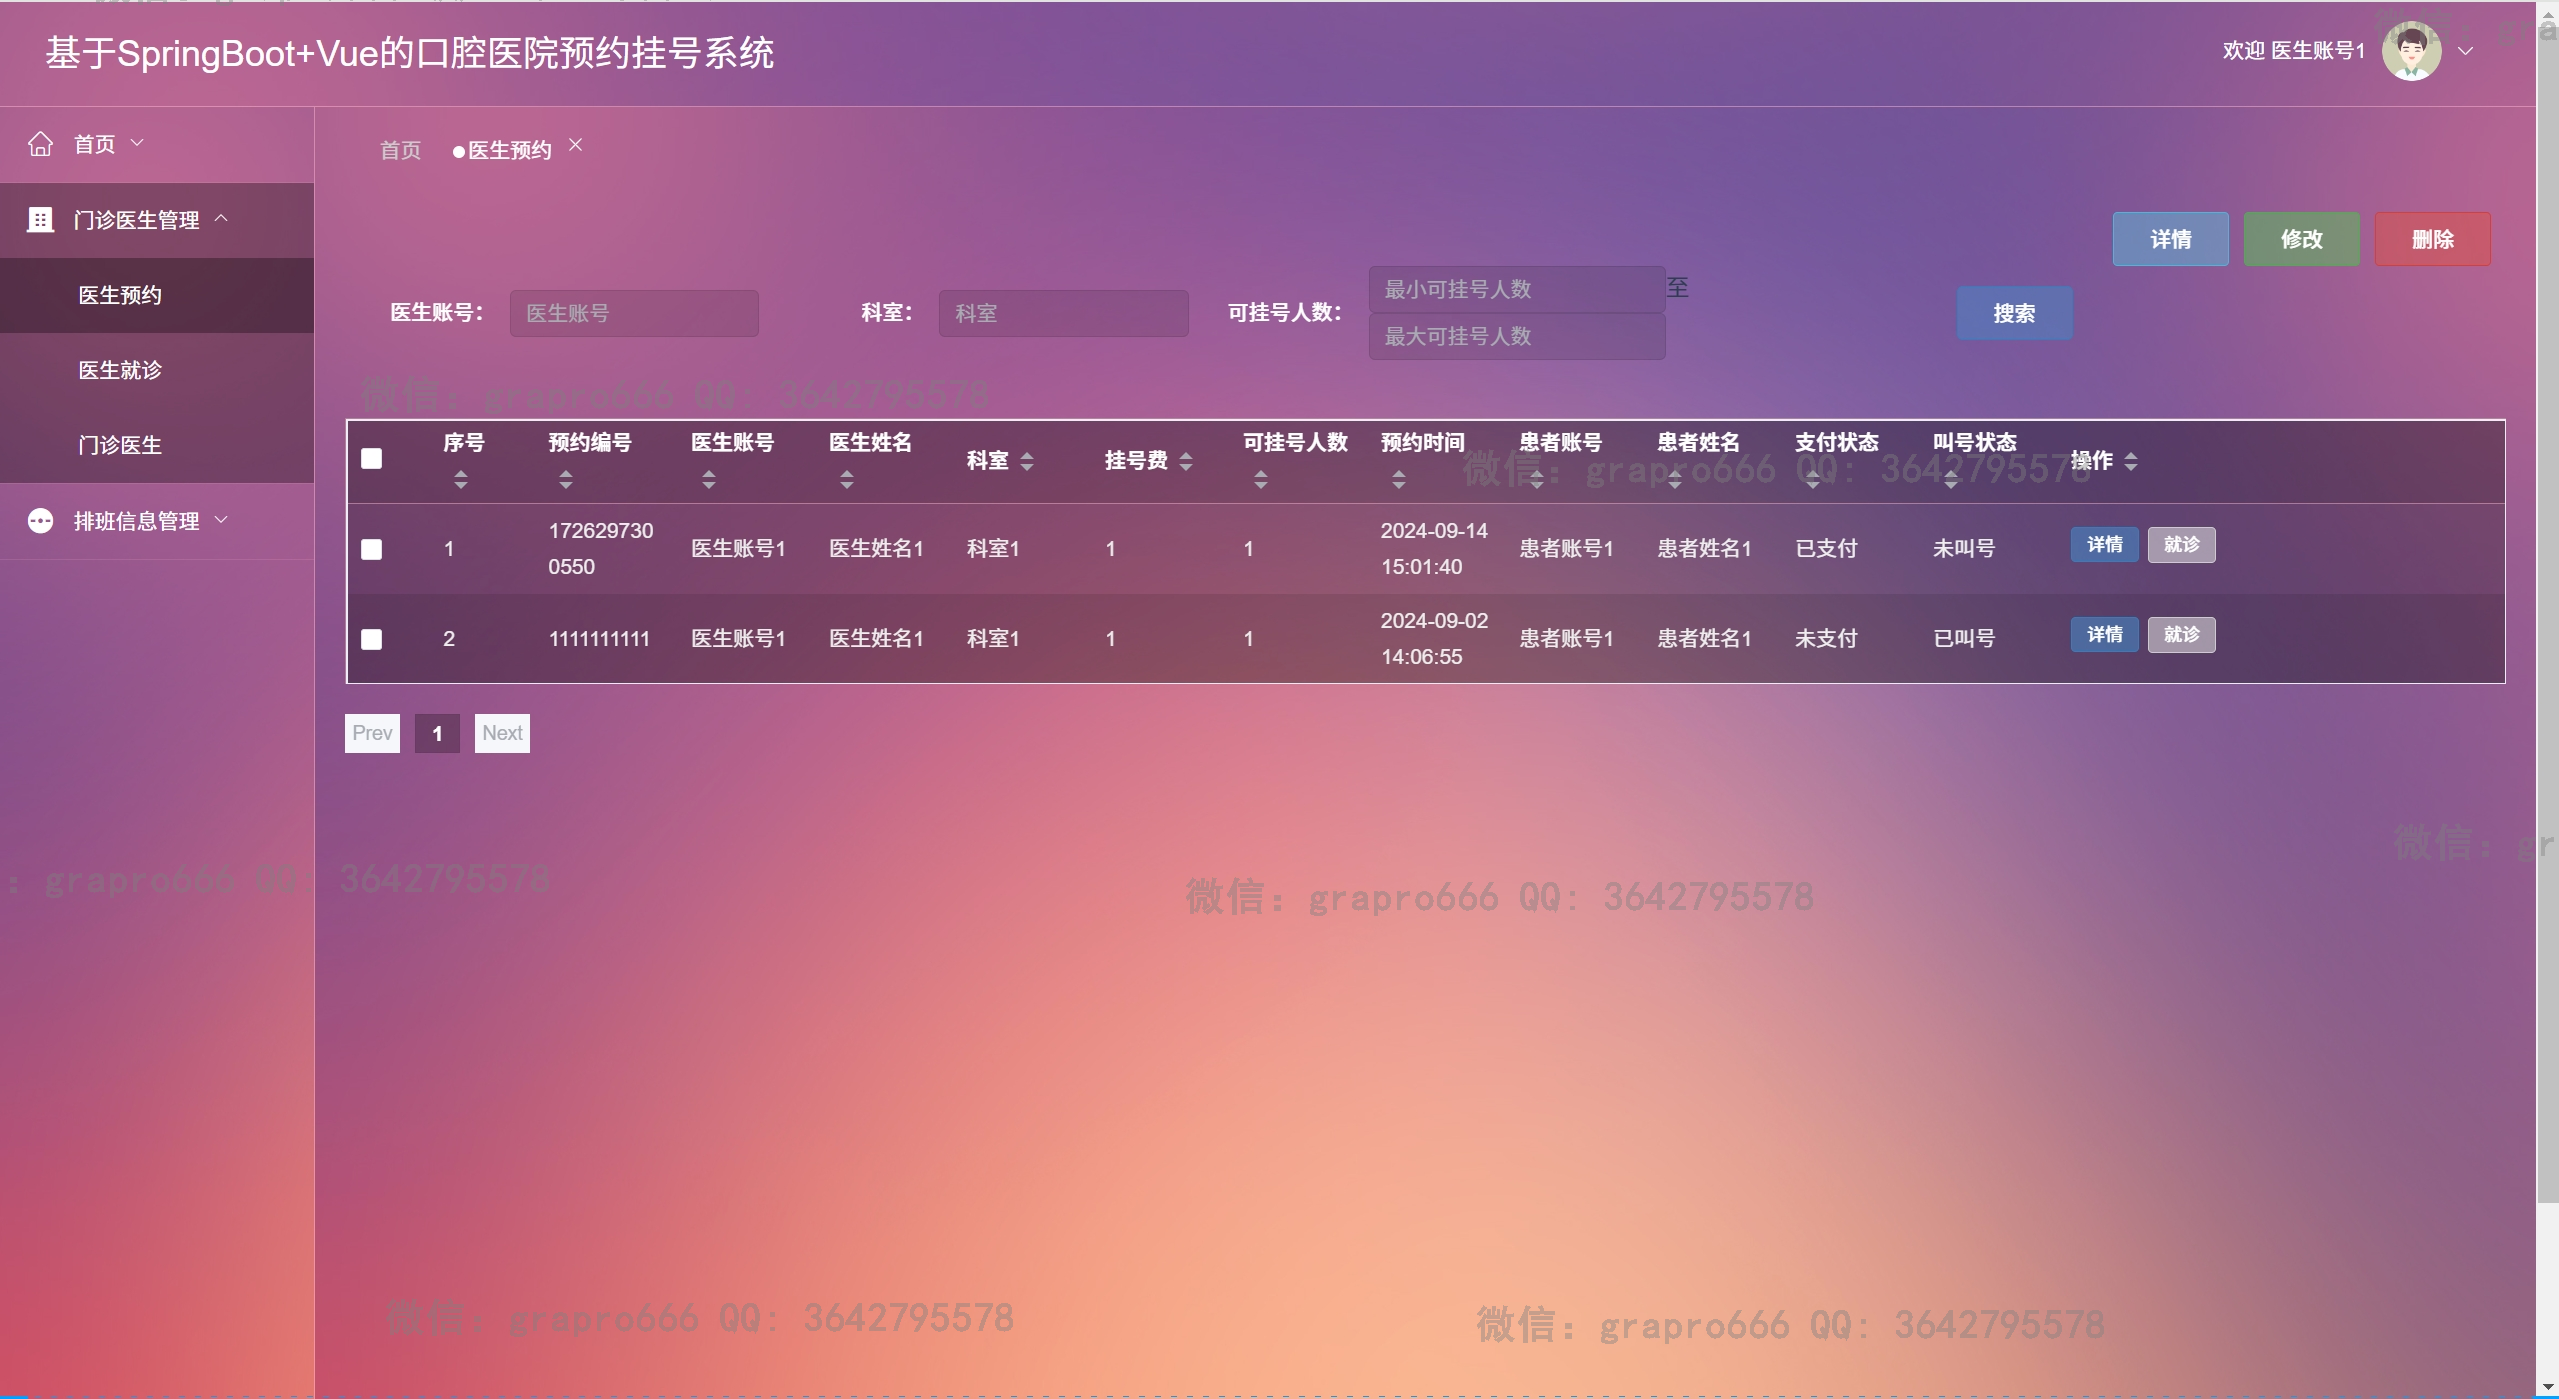 基于SpringBoot+Vue的口腔医院预约挂号系统
欢迎 医生账号1
首页
门诊医生管理
医生预约
医生就诊
门诊医生
排班信息管理
首页
医生预约
详情 修改 删除
医生账号： 医生账号 科室： 科室 可挂号人数： 最小可挂号人数 至
最大可挂号人数
搜索
微信：grapro666 QQ: 3642795578
序号 预约编号 医生账号 医生姓名 科室 挂号费 可挂号人数 预约时间 患者账号 患者姓名 支付状态 叫号状态 操作
微信：grapro666 QQ: 3642795578
1 1726297300550 医生账号1 医生姓名1 科室1 1 1 2024-09-14 15:01:40 患者账号1 患者姓名1 已支付 未叫号 详情 就诊
2 1111111111 医生账号1 医生姓名1 科室1 1 1 2024-09-02 14:06:55 患者账号1 患者姓名1 未支付 已叫号 详情 就诊
Prev 1 Next
微信：gr
：grapro666 QQ: 3642795578
微信：grapro666 QQ: 3642795578
微信：grapro666 QQ: 3642795578
微信：grapro666 QQ: 3642795578